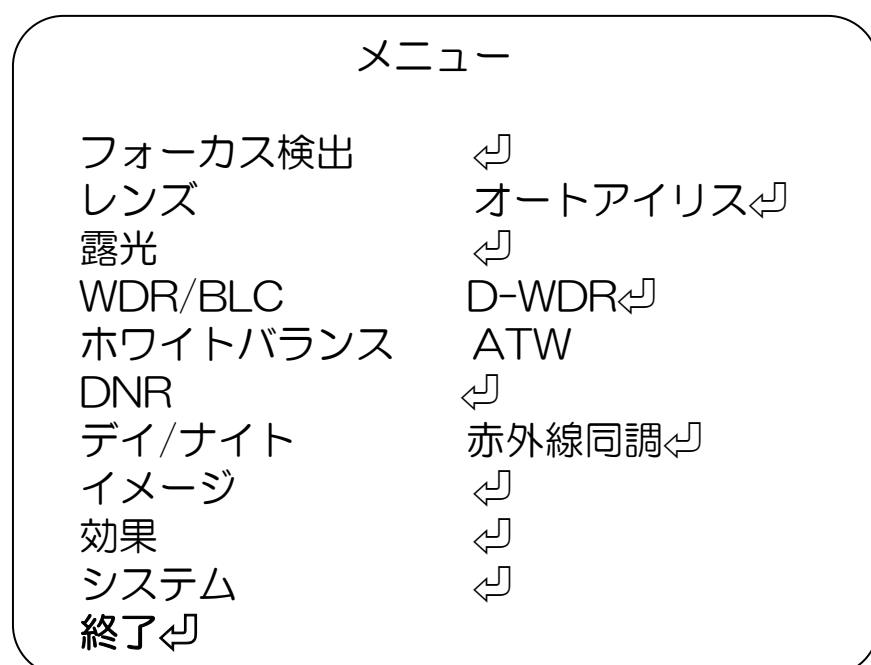 メニュー
フォーカス検出 ⏎
レンズ オートアイリス⏎
露光 ⏎
WDR/BLC D-WDR⏎
ホワイトバランス ATW
DNR ⏎
デイ/ナイト 赤外線同調⏎
イメージ ⏎
効果 ⏎
システム ⏎
終了⏎